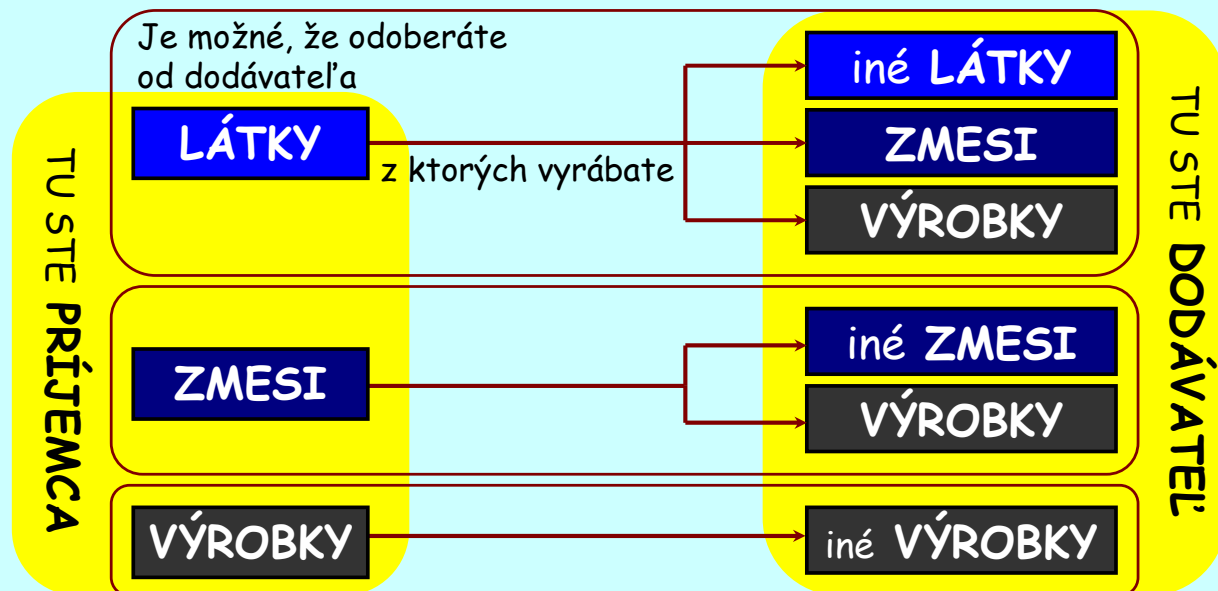 Je možné, že odoberáte
od dodávateľa
LÁTKY
z ktorých vyrábate
iné LÁTKY
ZMESI
VÝROBKY
ZMESI
iné ZMESI
VÝROBKY
VÝROBKY
iné VÝROBKY
TU STE PRÍJEMCA
TU STE DODÁVATEĽ